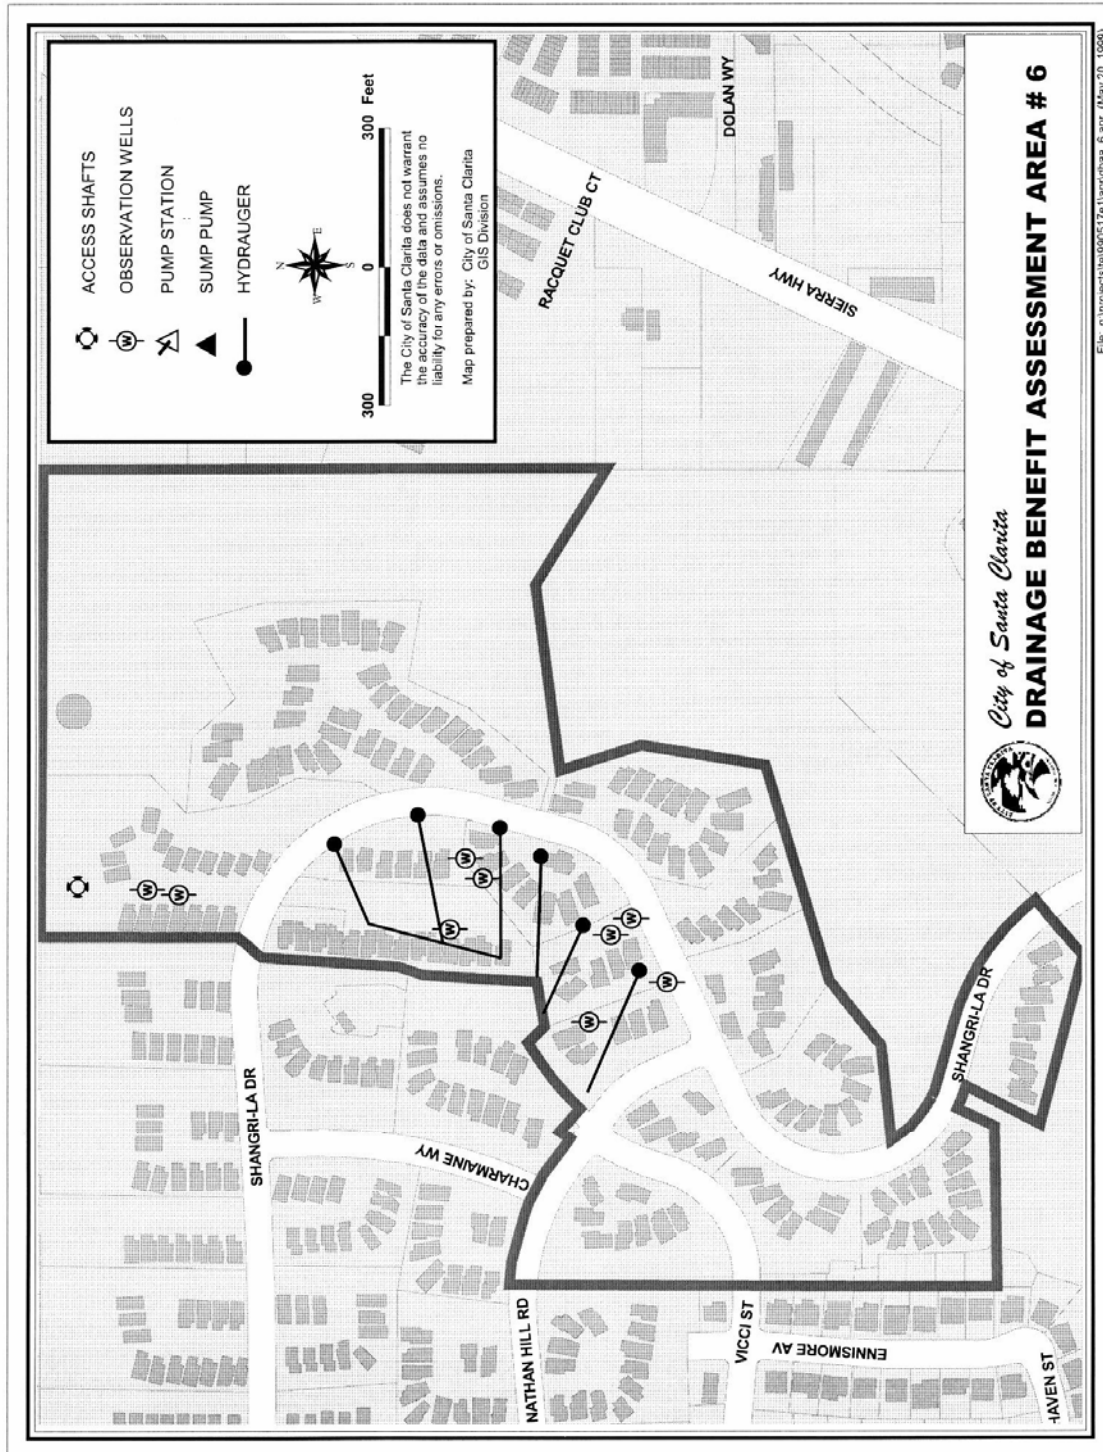 ACCESS SHAFTS
OBSERVATION WELLS
PUMP STATION
SUMP PUMP
HYDRAUGER
N
W
E
S
300
0
300 Feet
The City of Santa Clarita does not warrant
the accuracy of the data and assumes no
liability for any errors or omissions.
Map prepared by: City of Santa Clarita
GIS Division
DOLAN WY
RACQUET CLUB CT
SIERRA HWY
SHANGRI-LA DR
CHARMAINE WY
NATHAN HILL RD
VICCI ST
ENNISMORE AV
HAVEN ST
SHANGRI-LA DR
W
W
W
W
W
W
W
W
W
W
City of Santa Clarita
DRAINAGE BENEFIT ASSESSMENT AREA # 6
(May 20, 1999)